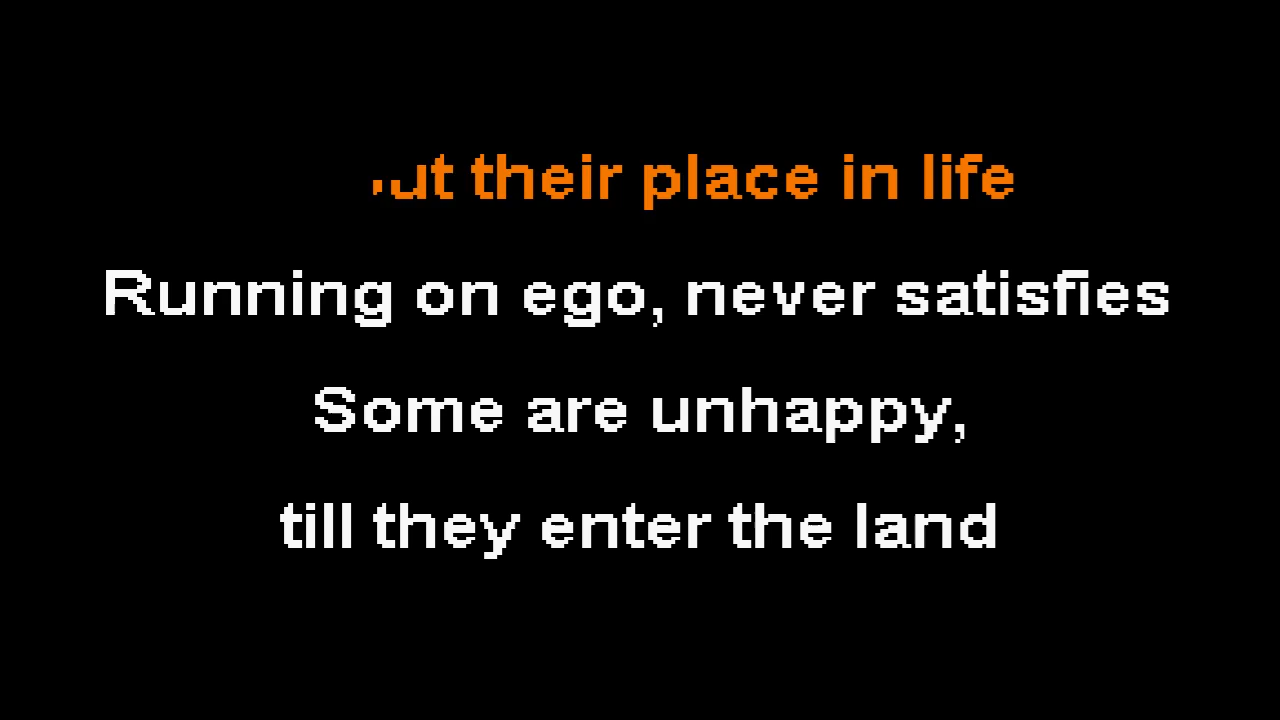 their place in life
Running on ego, never satisfies
Some are unhappy,
till they enter the land